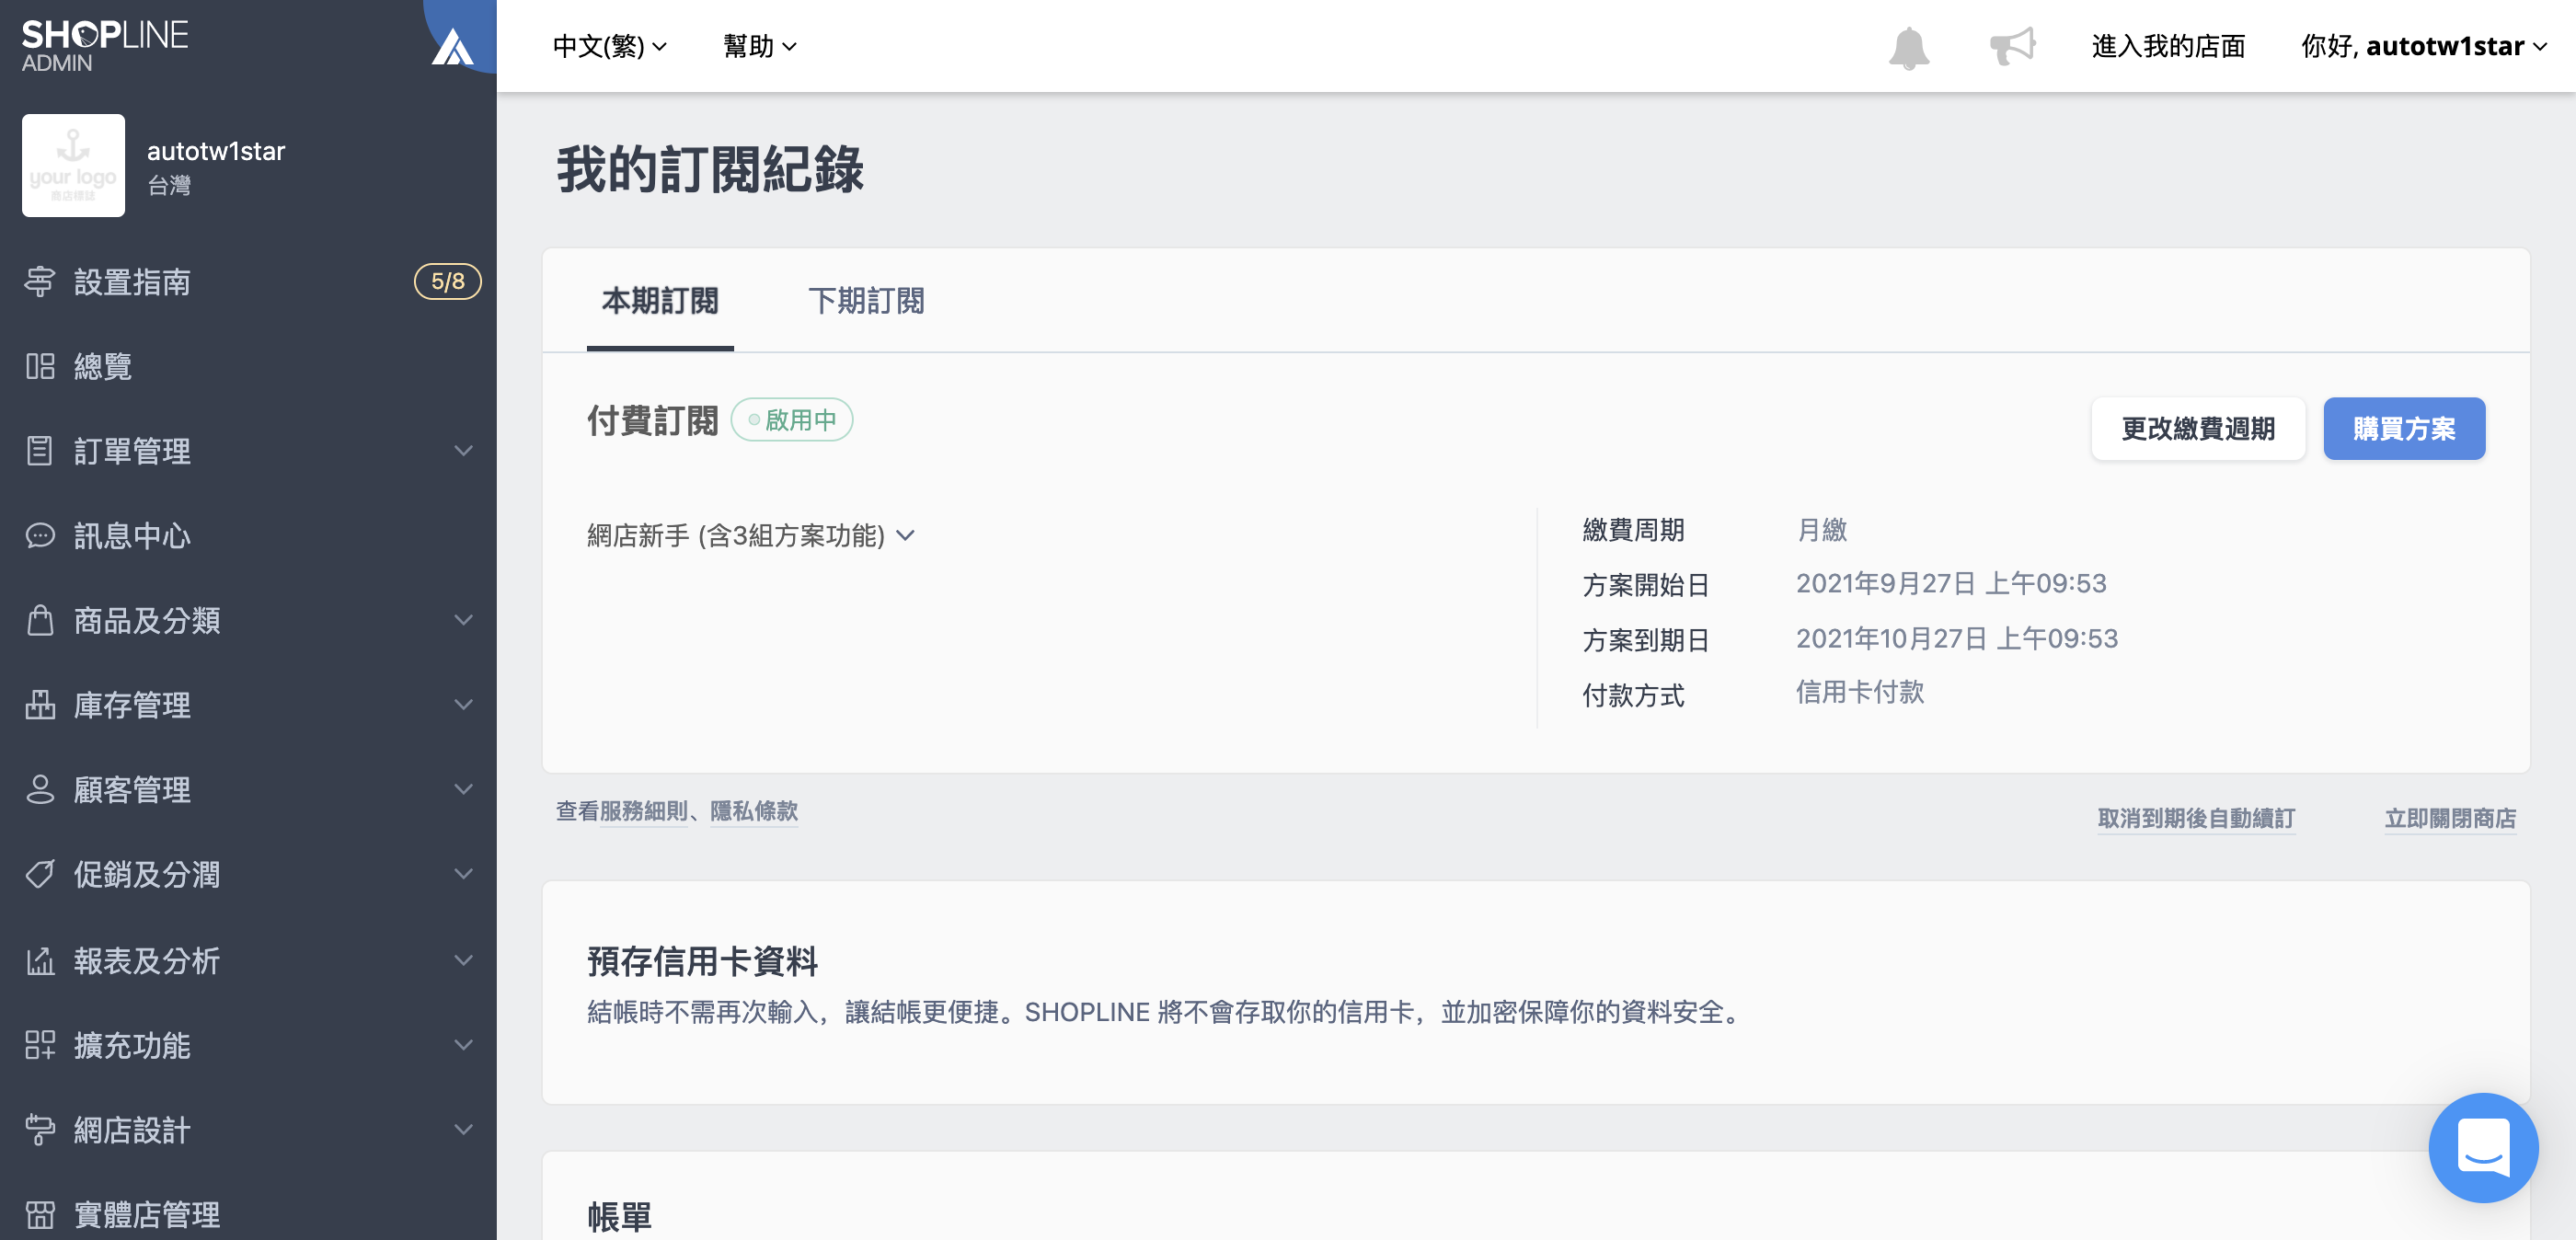 SHOPLINE
ADMIN
中文(繁)
幫助
進入我的店面
你好, autotw1star
your logo
商店標誌
autotw1star
台灣
設置指南
5/8
總覽
訂單管理
訊息中心
商品及分類
庫存管理
顧客管理
促銷及分潤
報表及分析
擴充功能
網店設計
實體店管理
我的訂閱紀錄
本期訂閱
下期訂閱
付費訂閱
啟用中
更改繳費週期
購買方案
網店新手 (含3組方案功能)
繳費周期
月繳
方案開始日
2021年9月27日 上午09:53
方案到期日
2021年10月27日 上午09:53
付款方式
信用卡付款
查看服務細則、隱私條款
取消到期後自動續訂
立即關閉商店
預存信用卡資料
結帳時不需再次輸入，讓結帳更便捷。SHOPLINE 將不會存取你的信用卡，並加密保障你的資料安全。
帳單